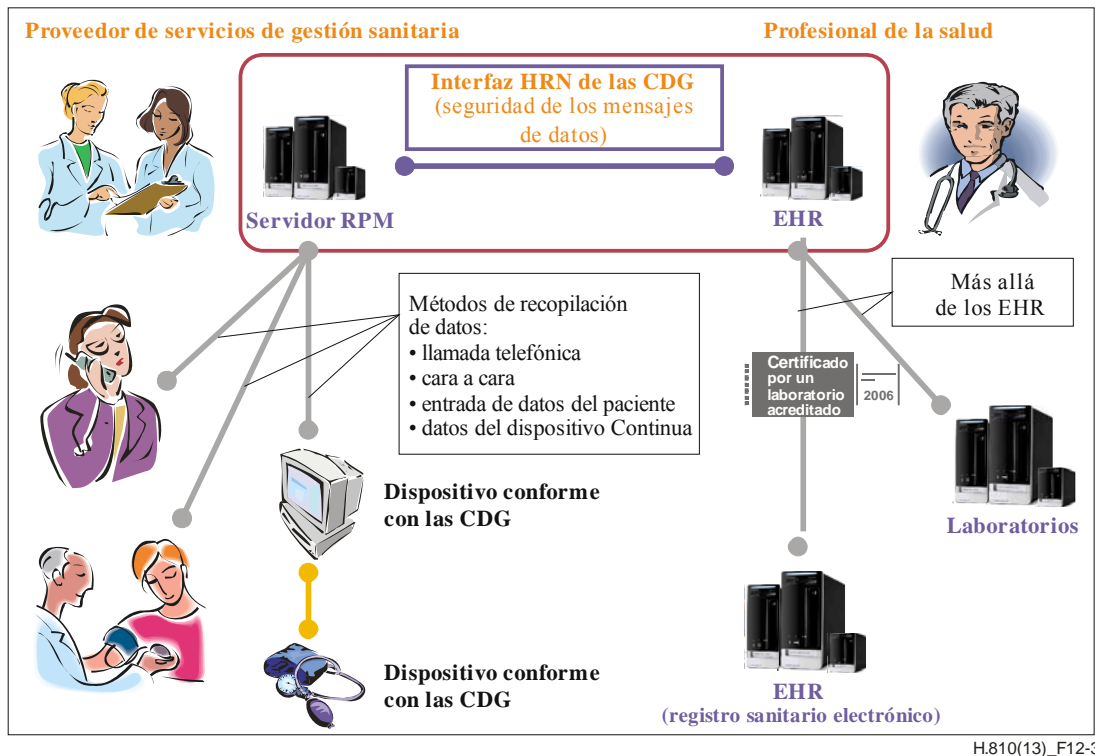 Proveedor de servicios de gestión sanitaria
Profesional de la salud
Interfaz HRN de las CDG
(seguridad de los mensajes
de datos)
Servidor RPM
EHR
Métodos de recopilación
de datos:
• llamada telefónica
• cara a cara
• entrada de datos del paciente
• datos del dispositivo Continua
Más allá
de los EHR
Certificado
por un
laboratorio
acreditado
2006
Dispositivo conforme
con las CDG
Laboratorios
Dispositivo conforme
con las CDG
EHR
(registro sanitario electrónico)
H.810(13)_F12-3